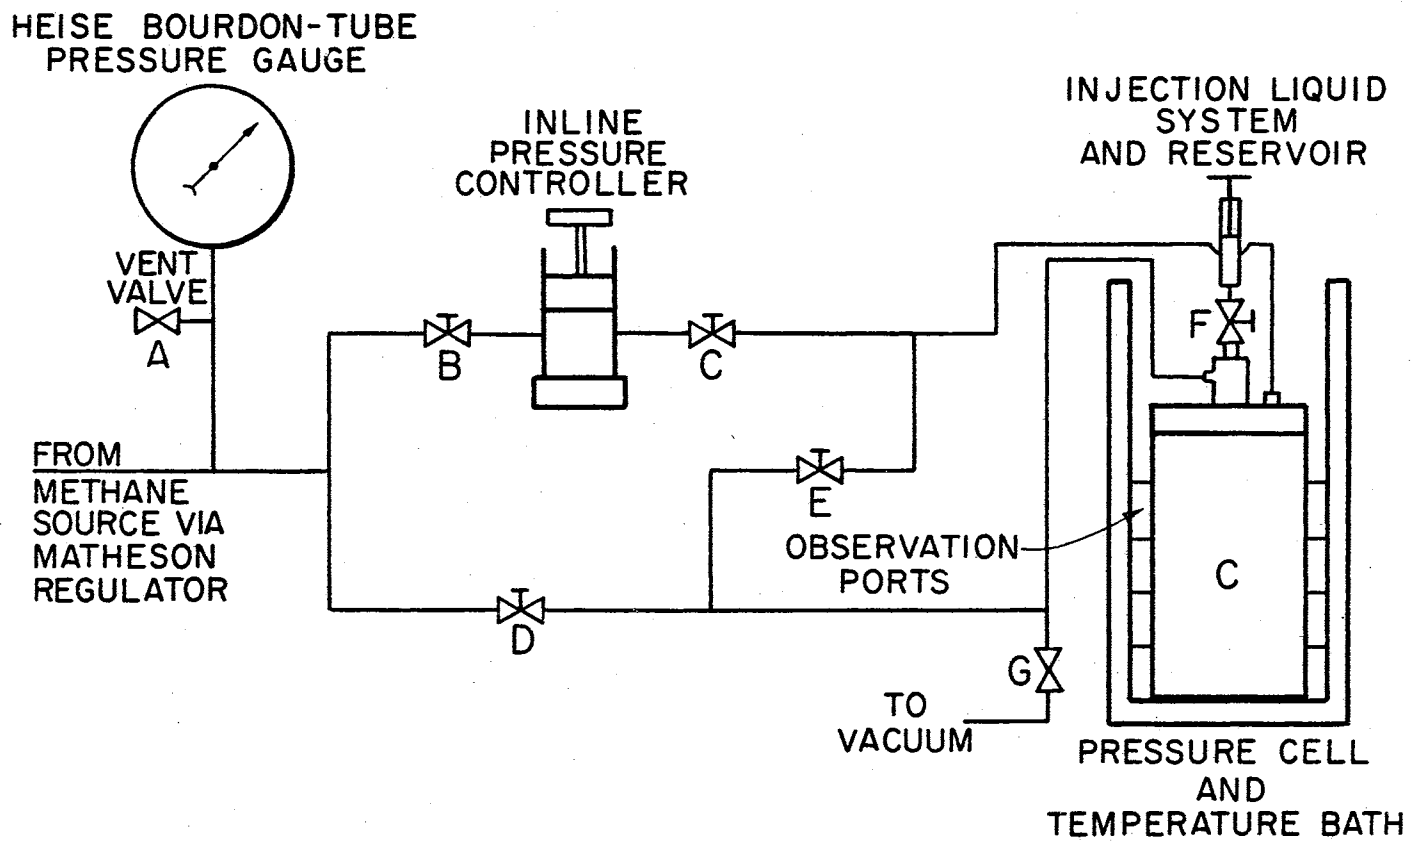 HEISE BOURDON-TUBE
PRESSURE GAUGE
INLINE
PRESSURE
CONTROLLER
INJECTION LIQUID
SYSTEM
AND RESERVOIR
VENT
VALVE
A
B
C
F
FROM
METHANE
SOURCE VIA
MATHESON
REGULATOR
E
OBSERVATION
PORTS
C
D
G
TO
VACUUM
PRESSURE CELL
AND
TEMPERATURE BATH